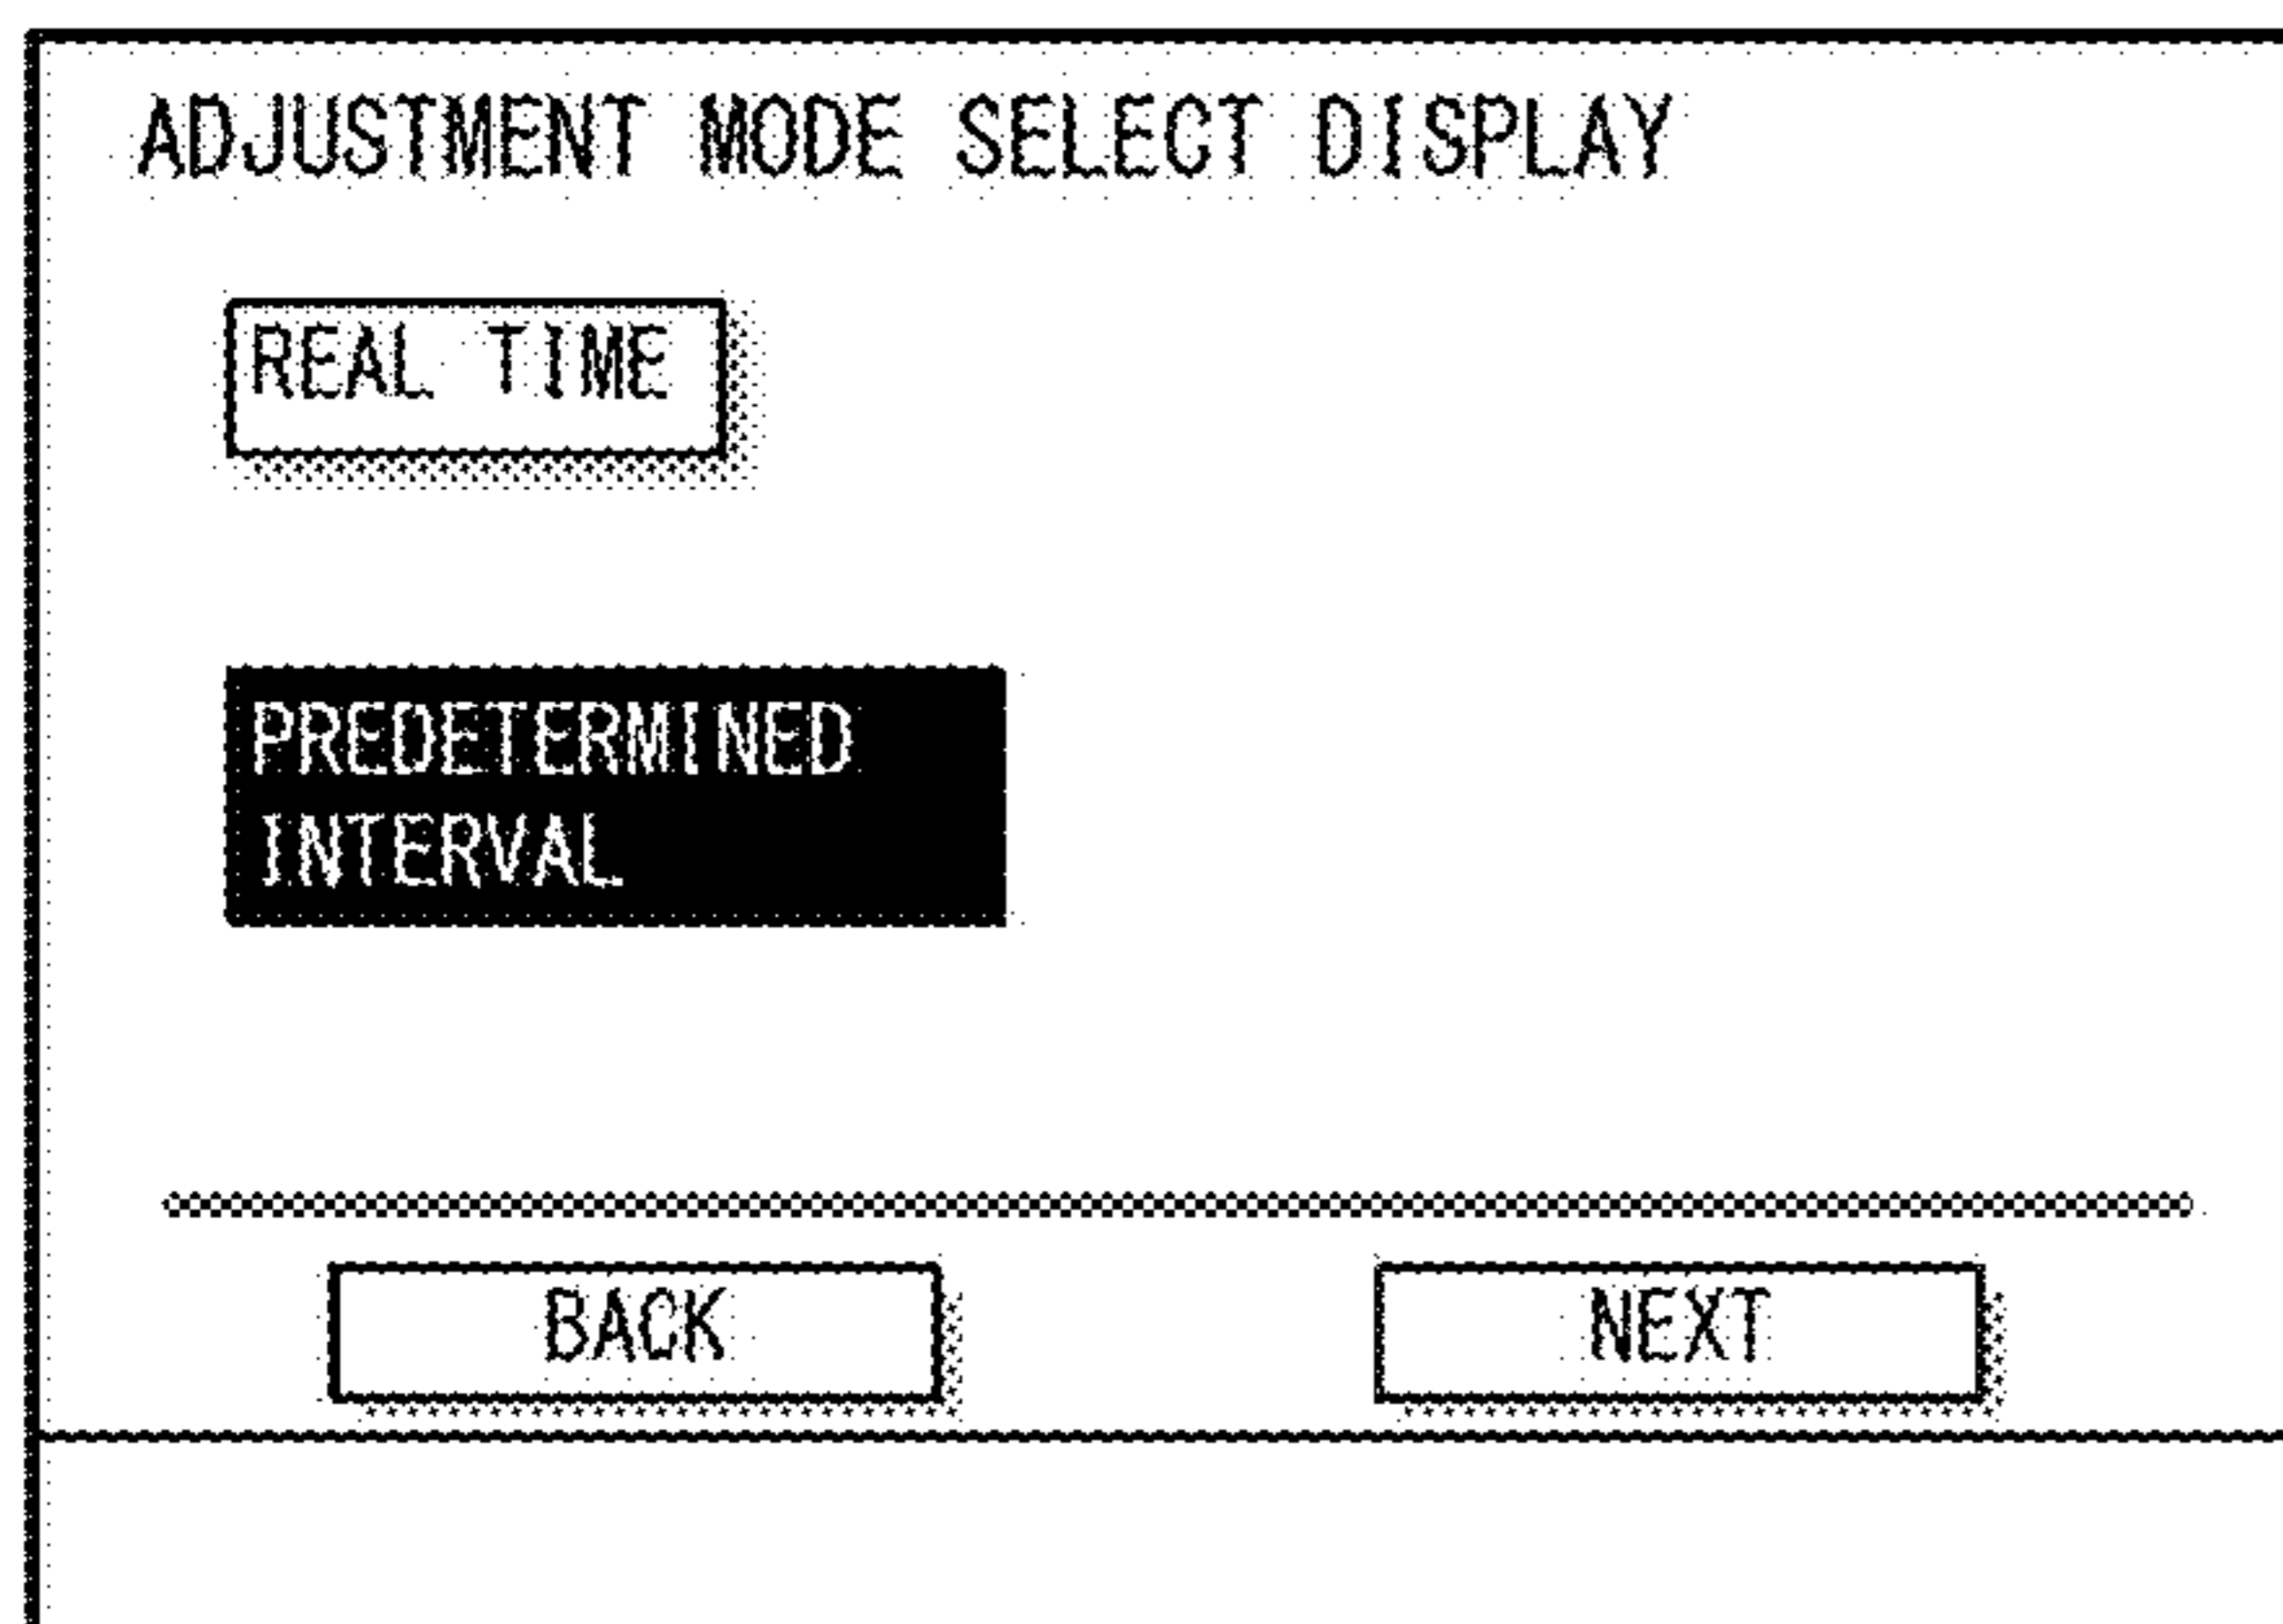 ADJUSTMENT MODE SELECT DISPLAY
REAL TIME
PREDETERMINED
INTERVAL
BACK
NEXT